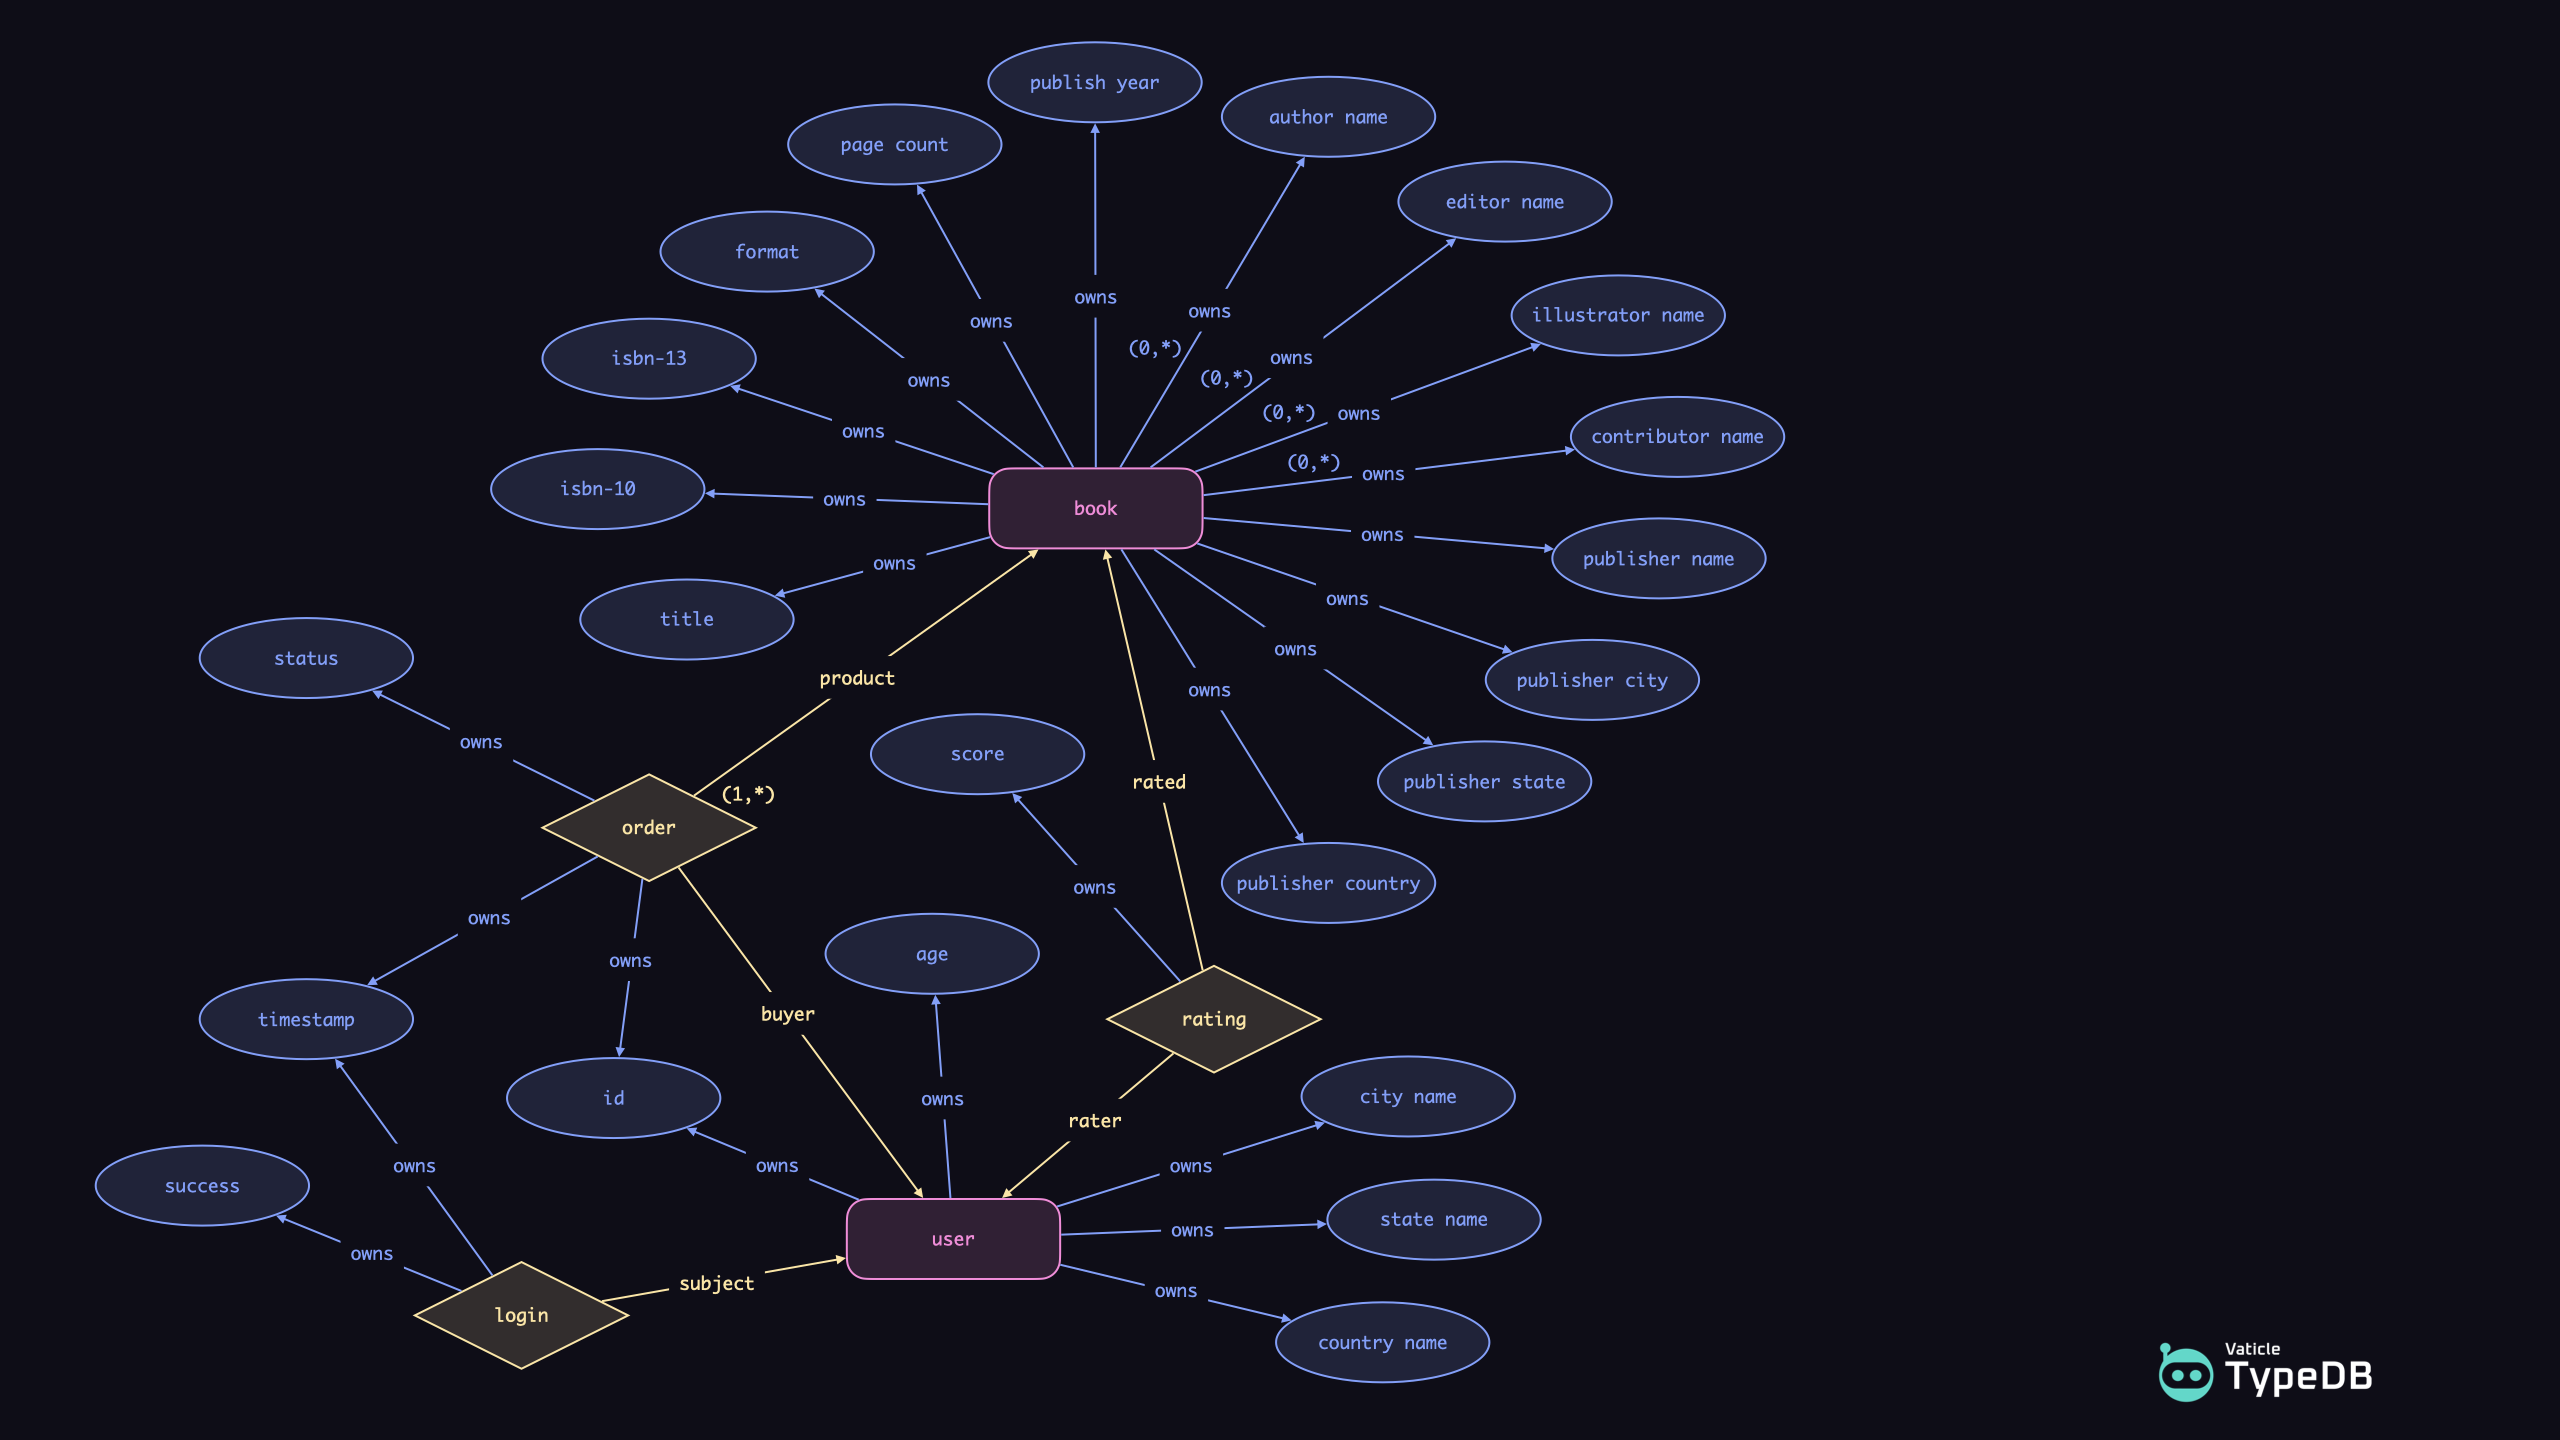 publish year
author name
page count
editor name
format
owns
illustrator name
owns
owns
isbn-13
(0,*)
owns
(0,*)
owns
(0,*)
owns
owns
contributor name
(0,*)
owns
isbn-10
owns
book
owns
publisher name
owns
title
owns
publisher city
owns
status
product
owns
publisher state
owns
score
rated
(1,*)
order
owns
publisher country
owns
owns
age
timestamp
buyer
rating
id
owns
city name
rater
owns
owns
owns
success
state name
owns
user
owns
subject
owns
login
country name
Vaticle
TypeDB